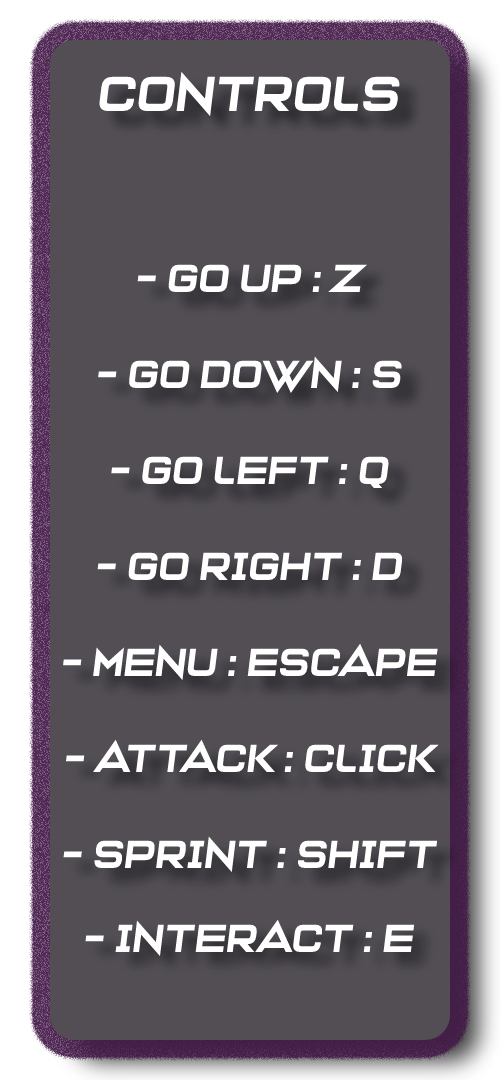 CONTROLS
- GO UP : Z
- GO DOWN : S
- GO LEFT : Q
- GO RIGHT : D
- MENU : ESCAPE
- ATTACK : CLICK
- SPRINT : SHIFT
- INTERACT : E